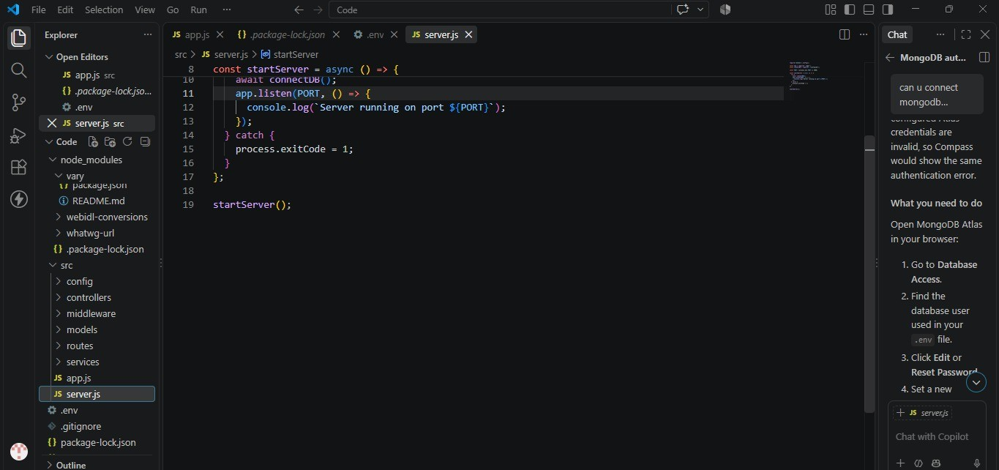 File Edit Selection View Go Run ··· Code
Explorer ···
Open Editors
JS app.js src
{} .package-lock.jso...
.env
JS server.js src
Code
node_modules
vary
{} package.json
README.md
webidl-conversions
whatwg-url
{} .package-lock.json
src
config
controllers
middleware
models
routes
services
JS app.js
JS server.js
.env
.gitignore
{} package-lock.json
Outline
JS app.js {} .package-lock.json .env JS server.js ···
src > JS server.js > startServer
8 const startServer = async () => {
10 await connectDB();
11 app.listen(PORT, () => {
12 console.log(`Server running on port ${PORT}`);
13 });
14 } catch {
15 process.exitCode = 1;
16 }
17 };
18
19 startServer();
Chat ···
MongoDB aut...
can u connect
mongodb...
configured Atlas
credentials are
invalid, so Compass
would show the same
authentication error.
What you need to do
Open MongoDB Atlas
in your browser:
1. Go to Database
Access.
2. Find the
database user
used in your
.env file.
3. Click Edit or
Reset Password
4. Set a new
JS server.js
Chat with Copilot